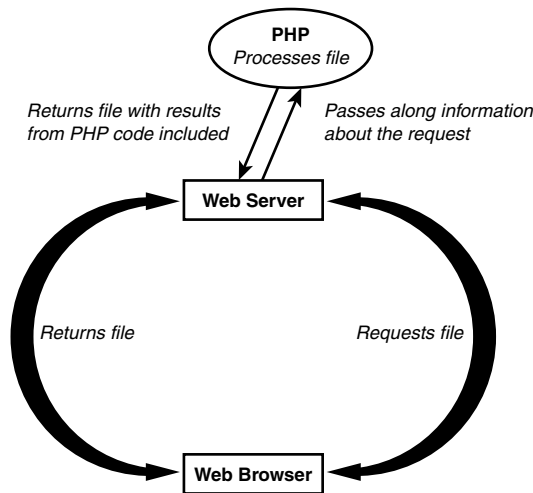 PHP
Processes file
Returns file with results
from PHP code included
Passes along information
about the request
Web Server
Returns file
Requests file
Web Browser